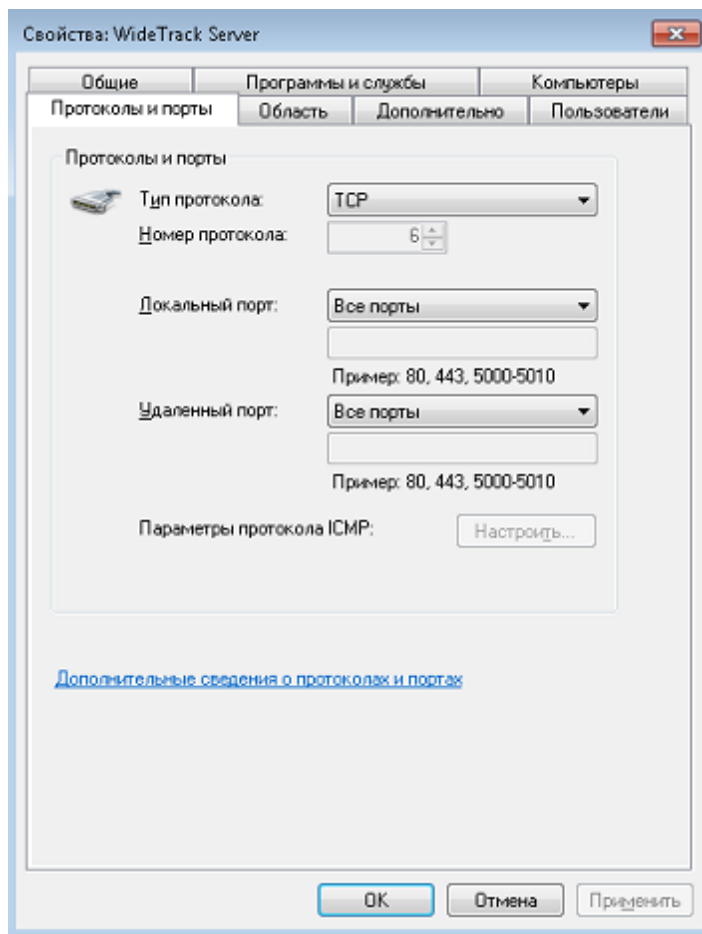 Свойства: WideTrack Server
Общие Программы и службы Компьютеры
Протоколы и порты Область Дополнительно Пользователи
Протоколы и порты
Тип протокола: TCP
Номер протокола: 6
Локальный порт: Все порты
Пример: 80, 443, 5000-5010
Удаленный порт: Все порты
Пример: 80, 443, 5000-5010
Параметры протокола ICMP: Настроить...
Дополнительные сведения о протоколах и портах
OK Отмена Применить